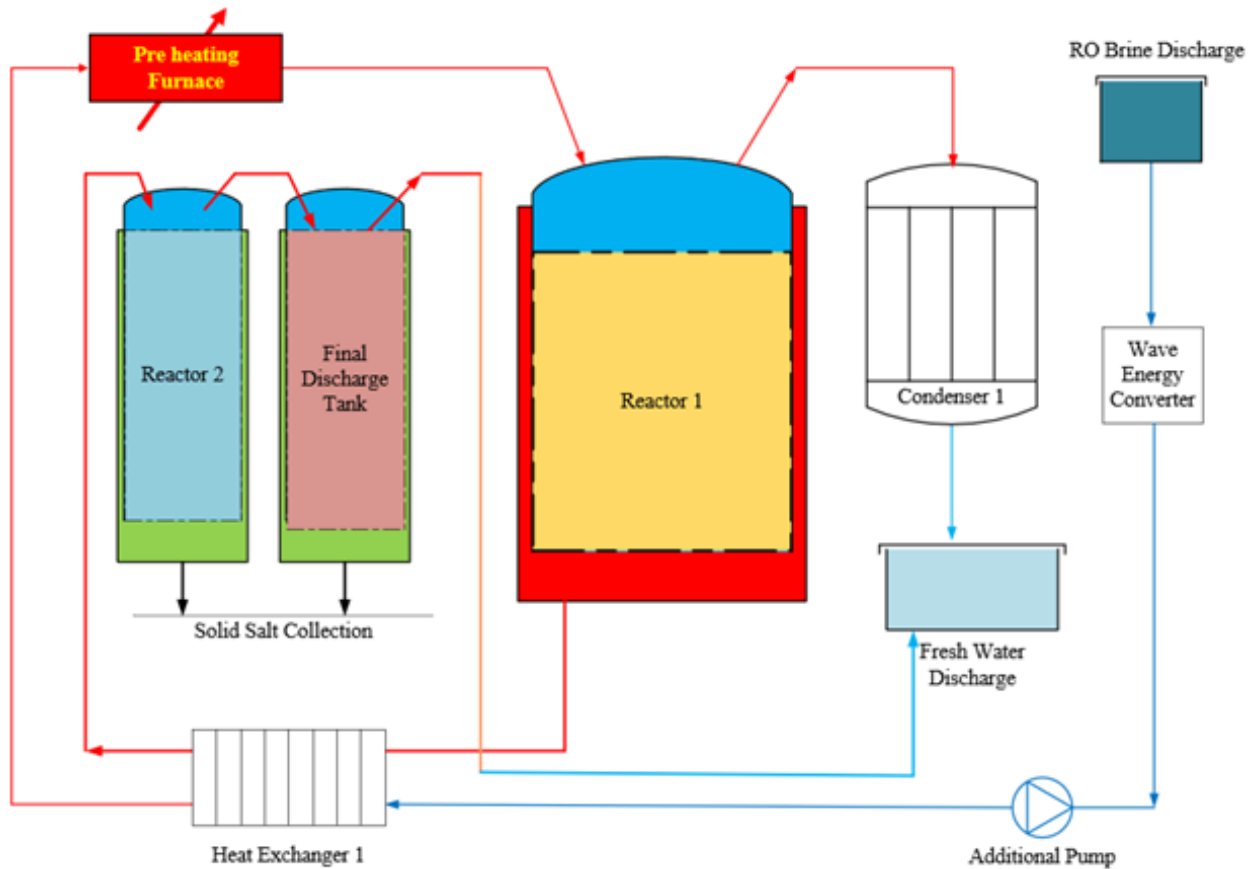 Pre heating
Furnace
RO Brine Discharge
Reactor 2
Final
Discharge
Tank
Reactor 1
Condenser 1
Wave
Energy
Converter
Solid Salt Collection
Fresh Water
Discharge
Heat Exchanger 1
Additional Pump